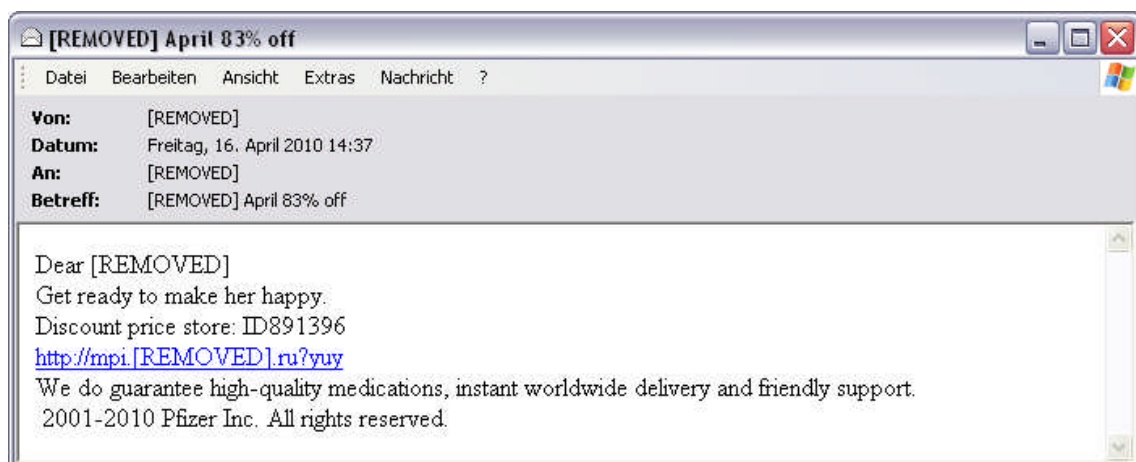 [REMOVED] April 83% off
Datei Bearbeiten Ansicht Extras Nachricht ?
Von: [REMOVED]
Datum: Freitag, 16. April 2010 14:37
An: [REMOVED]
Betreff: [REMOVED] April 83% off
Dear [REMOVED]
Get ready to make her happy.
Discount price store: ID891396
http://mpi.[REMOVED].ru?yuy
We do guarantee high-quality medications, instant worldwide delivery and friendly support.
2001-2010 Pfizer Inc. All rights reserved.